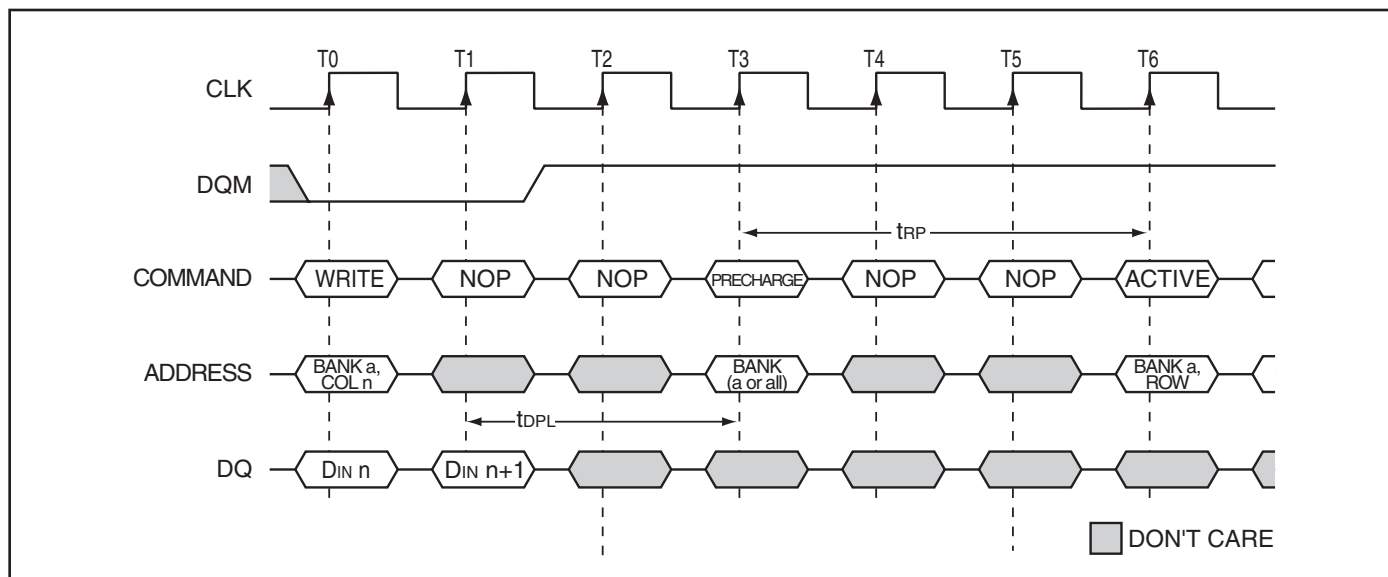 T0 T1 T2 T3 T4 T5 T6
CLK
DQM
tRP
COMMAND WRITE NOP NOP PRECHARGE NOP NOP ACTIVE
ADDRESS BANK a, COL n BANK (a or all) BANK a, ROW
tDPL
DQ DIN n DIN n+1
DON'T CARE